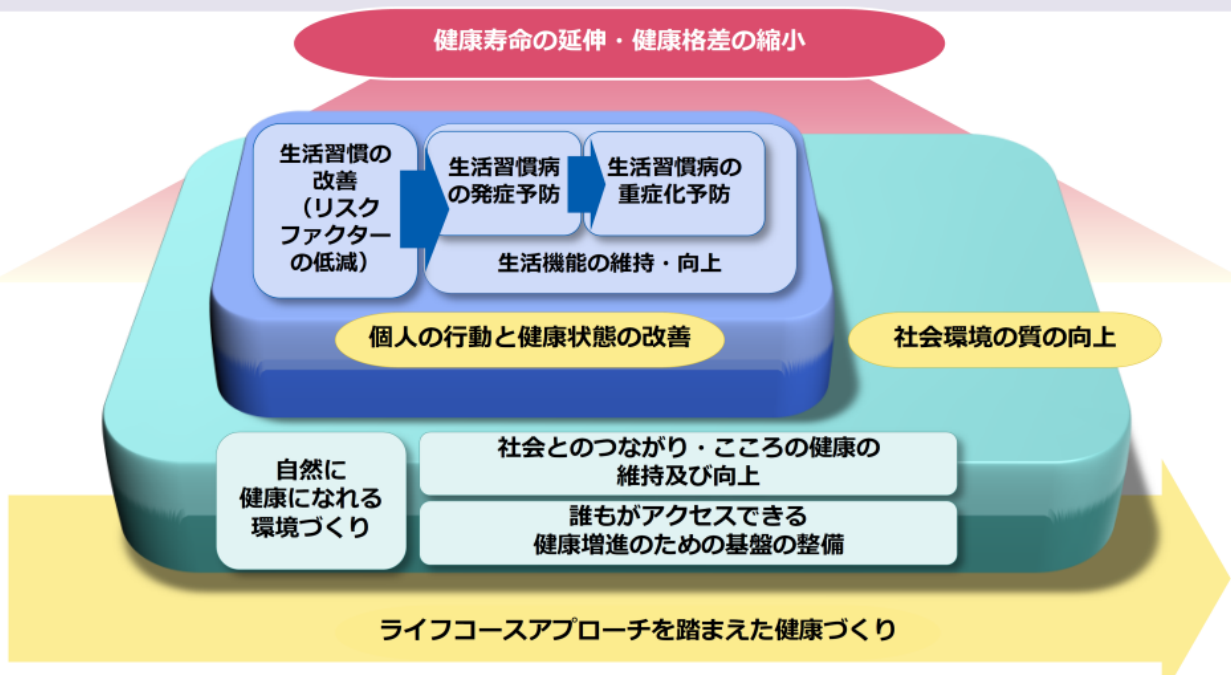 健康寿命の延伸・健康格差の縮小
生活習慣の
改善
（リスク
ファクター
の低減）
生活習慣病
の発症予防
生活習慣病の
重症化予防
生活機能の維持・向上
個人の行動と健康状態の改善
社会環境の質の向上
自然に
健康になれる
環境づくり
社会とのつながり・こころの健康の
維持及び向上
誰もがアクセスできる
健康増進のための基盤の整備
ライフコースアプローチを踏まえた健康づくり